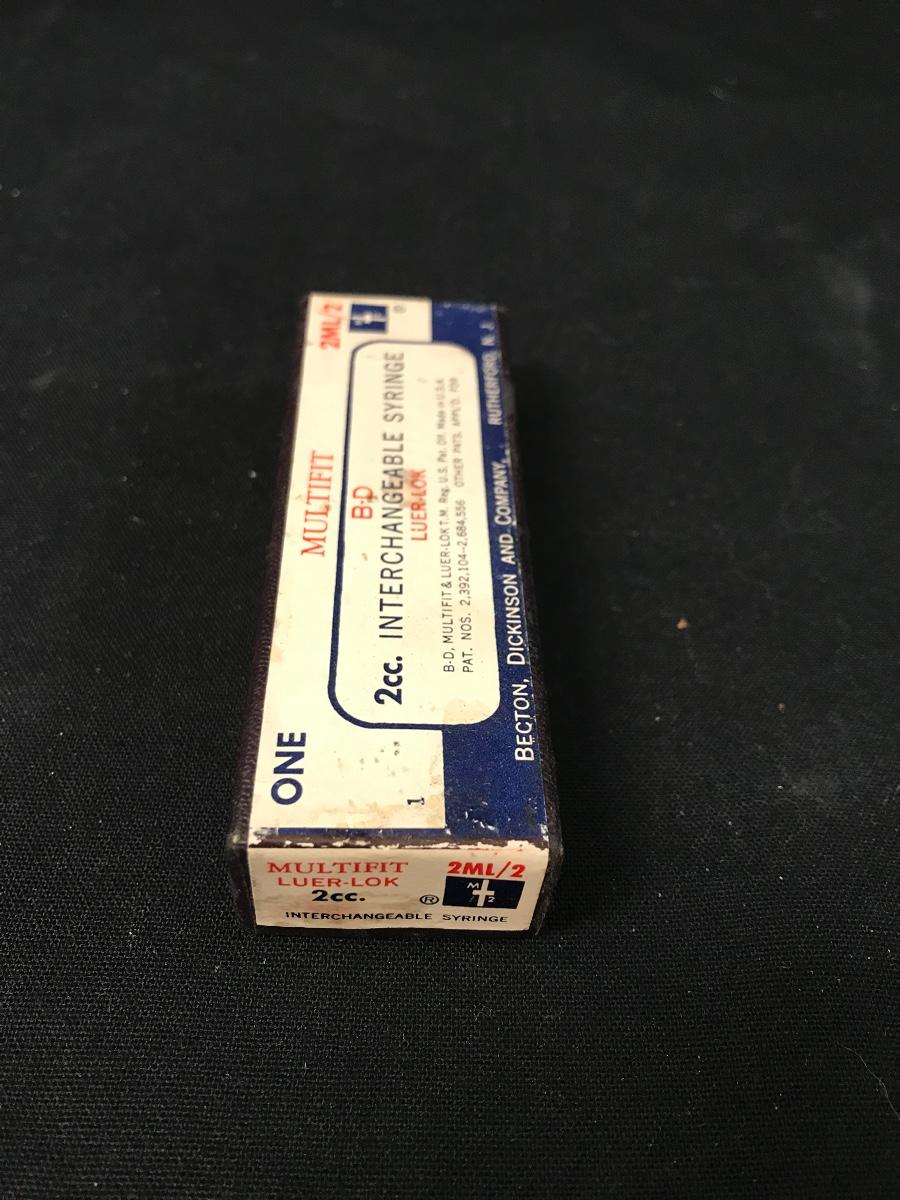 2ML/2
®
MULTIFIT
ONE
B-D
2cc. INTERCHANGEABLE SYRINGE
LUER-LOK
B-D, MULTIFIT & LUER-LOK T.M. Reg. U.S. Pat. Off. Made in U.S.A.
PAT. NOS. 2,392,104-2,684,556 OTHER PATS. APPL'D. FOR
1
BECTON, DICKINSON AND COMPANY, RUTHERFORD, N. J.
MULTIFIT
LUER-LOK
2cc.
INTERCHANGEABLE SYRINGE
2ML/2
®
M
2